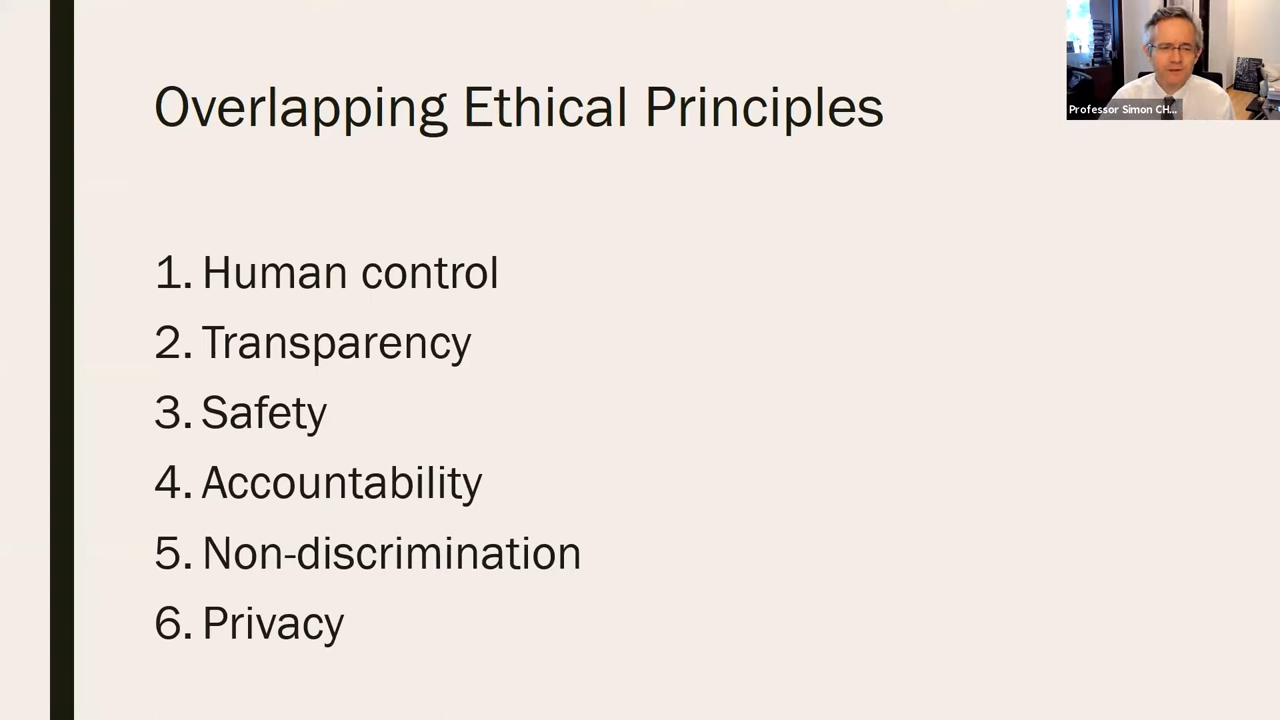 Overlapping Ethical Principles
Professor Simon CH...
1. Human control
2. Transparency
3. Safety
4. Accountability
5. Non-discrimination
6. Privacy